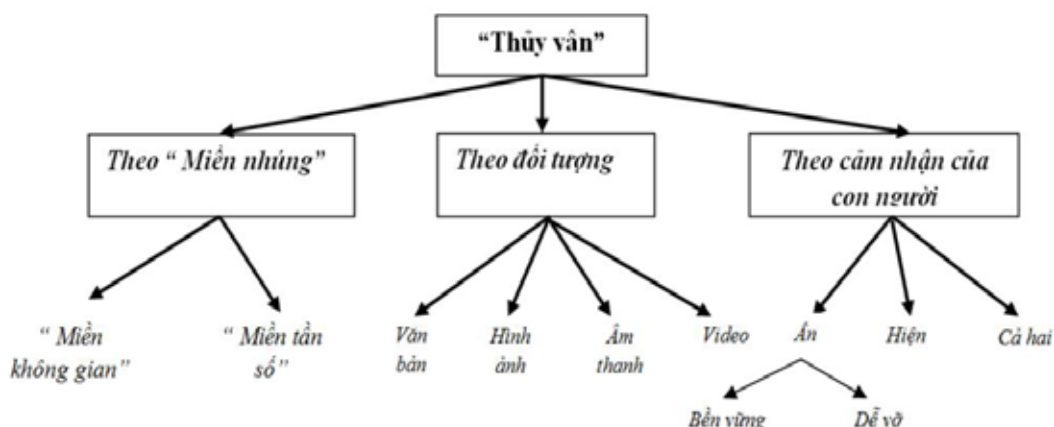 “Thủy vân”
Theo “ Miền nhúng”
Theo đối tượng
Theo cảm nhận của
con người
“ Miền
không gian”
“ Miền tần
số”
Văn
bản
Hình
ảnh
Âm
thanh
Video
Ẩn
Hiện
Cả hai
Bền vững
Dễ vỡ